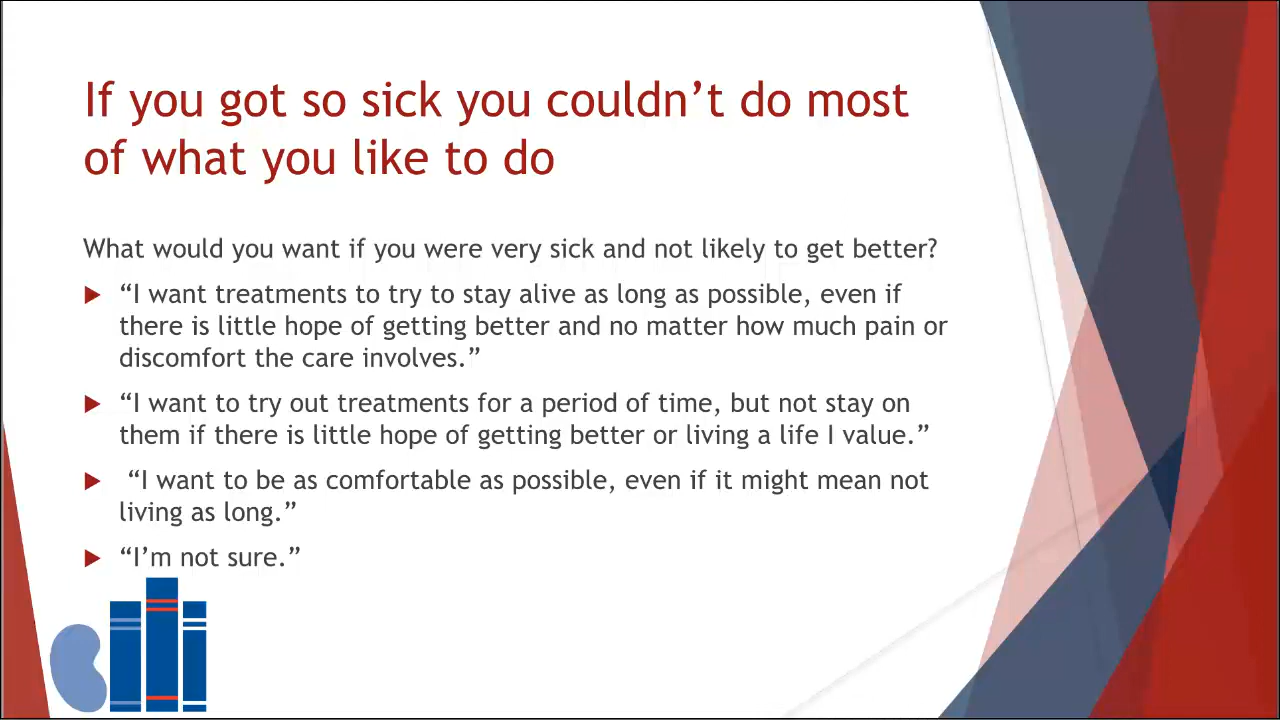 If you got so sick you couldn’t do most
of what you like to do
What would you want if you were very sick and not likely to get better?
“I want treatments to try to stay alive as long as possible, even if
there is little hope of getting better and no matter how much pain or
discomfort the care involves.”
“I want to try out treatments for a period of time, but not stay on
them if there is little hope of getting better or living a life I value.”
“I want to be as comfortable as possible, even if it might mean not
living as long.”
“I’m not sure.”